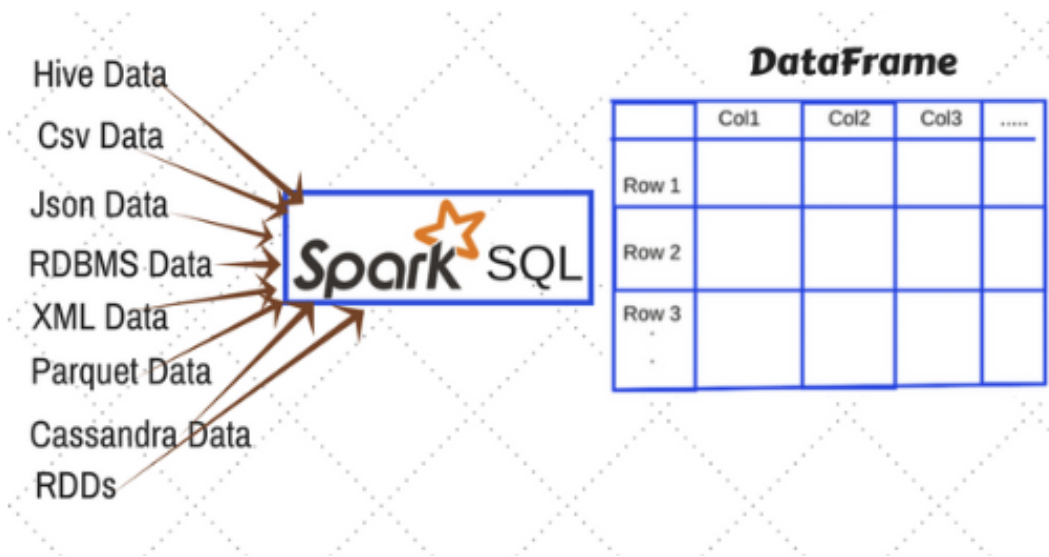 Hive Data
Csv Data
Json Data
RDBMS Data
XML Data
Parquet Data
Cassandra Data
RDDs
Spark SQL
DataFrame
Col1 Col2 Col3 .....
Row 1
Row 2
Row 3